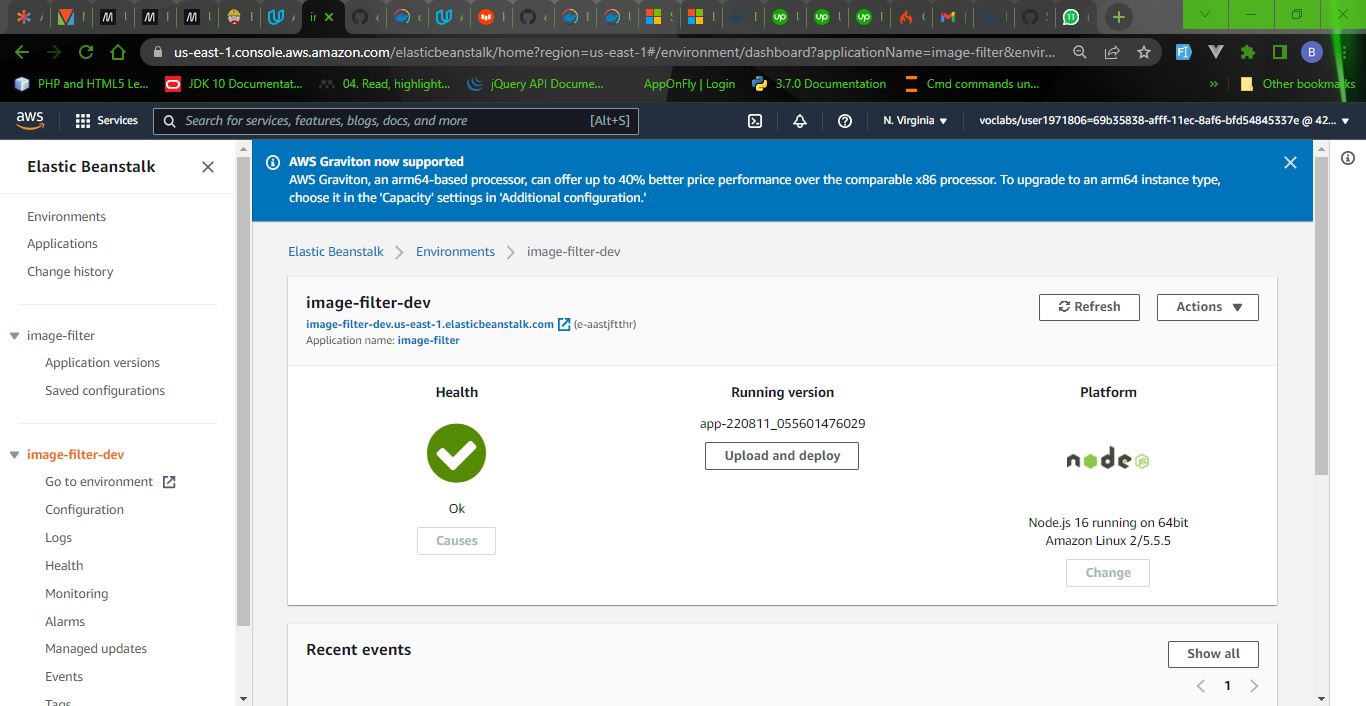 us-east-1.console.aws.amazon.com/elasticbeanstalk/home?region=us-east-1#/environment/dashboard?applicationName=image-filter&envir...
B
PHP and HTML5 Le...
JDK 10 Documentat...
04. Read, highlight...
jQuery API Docume...
AppOnFly | Login
3.7.0 Documentation
Cmd commands un...
»
Other bookmarks
aws
Services
Search for services, features, blogs, docs, and more
[Alt+S]
N. Virginia
voclabs/user1971806=69b35838-afff-11ec-8af6-bfd54845337e @ 42...
Elastic Beanstalk
Environments
Applications
Change history
image-filter
Application versions
Saved configurations
image-filter-dev
Go to environment
Configuration
Logs
Health
Monitoring
Alarms
Managed updates
Events
Tags
AWS Graviton now supported
AWS Graviton, an arm64-based processor, can offer up to 40% better price performance over the comparable x86 processor. To upgrade to an arm64 instance type,
choose it in the 'Capacity' settings in 'Additional configuration.'
Elastic Beanstalk
Environments
image-filter-dev
image-filter-dev
image-filter-dev.us-east-1.elasticbeanstalk.com (e-aastjftthr)
Application name: image-filter
Refresh
Actions
Health
Ok
Causes
Running version
app-220811_055601476029
Upload and deploy
Platform
node
JS
Node.js 16 running on 64bit
Amazon Linux 2/5.5.5
Change
Recent events
Show all
1